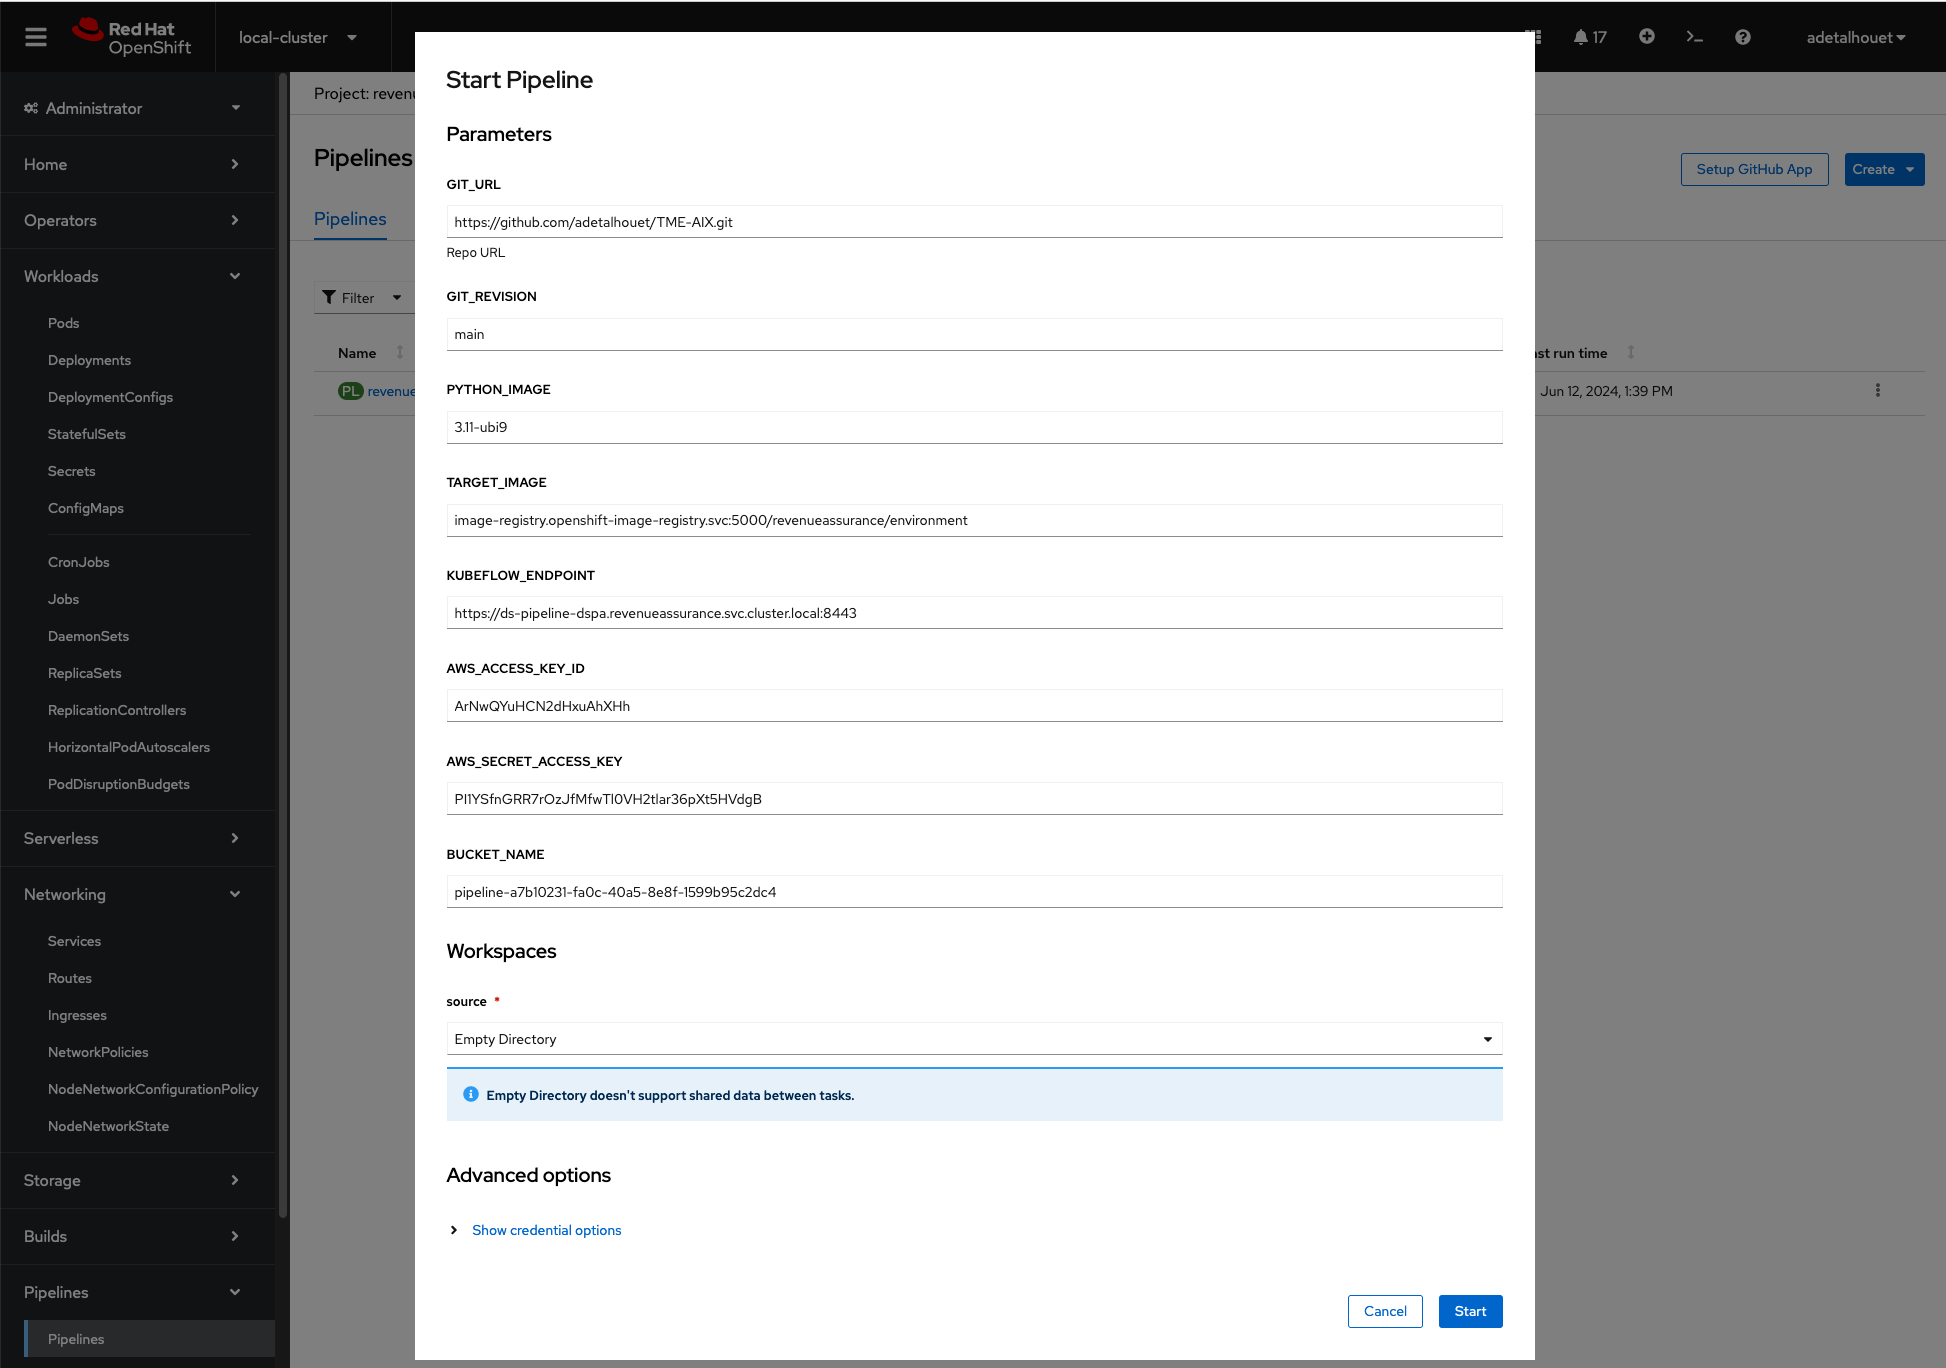 Red Hat
OpenShift
local-cluster
17
adetalhouet
Administrator
Home
Operators
Workloads
Pods
Deployments
DeploymentConfigs
StatefulSets
Secrets
ConfigMaps
CronJobs
Jobs
DaemonSets
ReplicaSets
ReplicationControllers
HorizontalPodAutoscalers
PodDisruptionBudgets
Serverless
Networking
Services
Routes
Ingresses
NetworkPolicies
NodeNetworkConfigurationPolicy
NodeNetworkState
Storage
Builds
Pipelines
Pipelines
Project: revenu
Pipelines
Setup GitHub App
Create
Pipelines
Filter
Name
ast run time
PL revenue
Jun 12, 2024, 1:39 PM
Start Pipeline
Parameters
GIT_URL
https://github.com/adetalhouet/TME-AIX.git
Repo URL
GIT_REVISION
main
PYTHON_IMAGE
3.11-ubi9
TARGET_IMAGE
image-registry.openshift-image-registry.svc:5000/revenueassurance/environment
KUBEFLOW_ENDPOINT
https://ds-pipeline-dspa.revenueassurance.svc.cluster.local:8443
AWS_ACCESS_KEY_ID
ArNwQYuHCN2dHxuAhXHh
AWS_SECRET_ACCESS_KEY
PI1YSfnGRR7rOzJfMfwTl0VH2tlar36pXt5HVdgB
BUCKET_NAME
pipeline-a7b10231-fa0c-40a5-8e8f-1599b95c2dc4
Workspaces
source *
Empty Directory
Empty Directory doesn't support shared data between tasks.
Advanced options
Show credential options
Cancel
Start